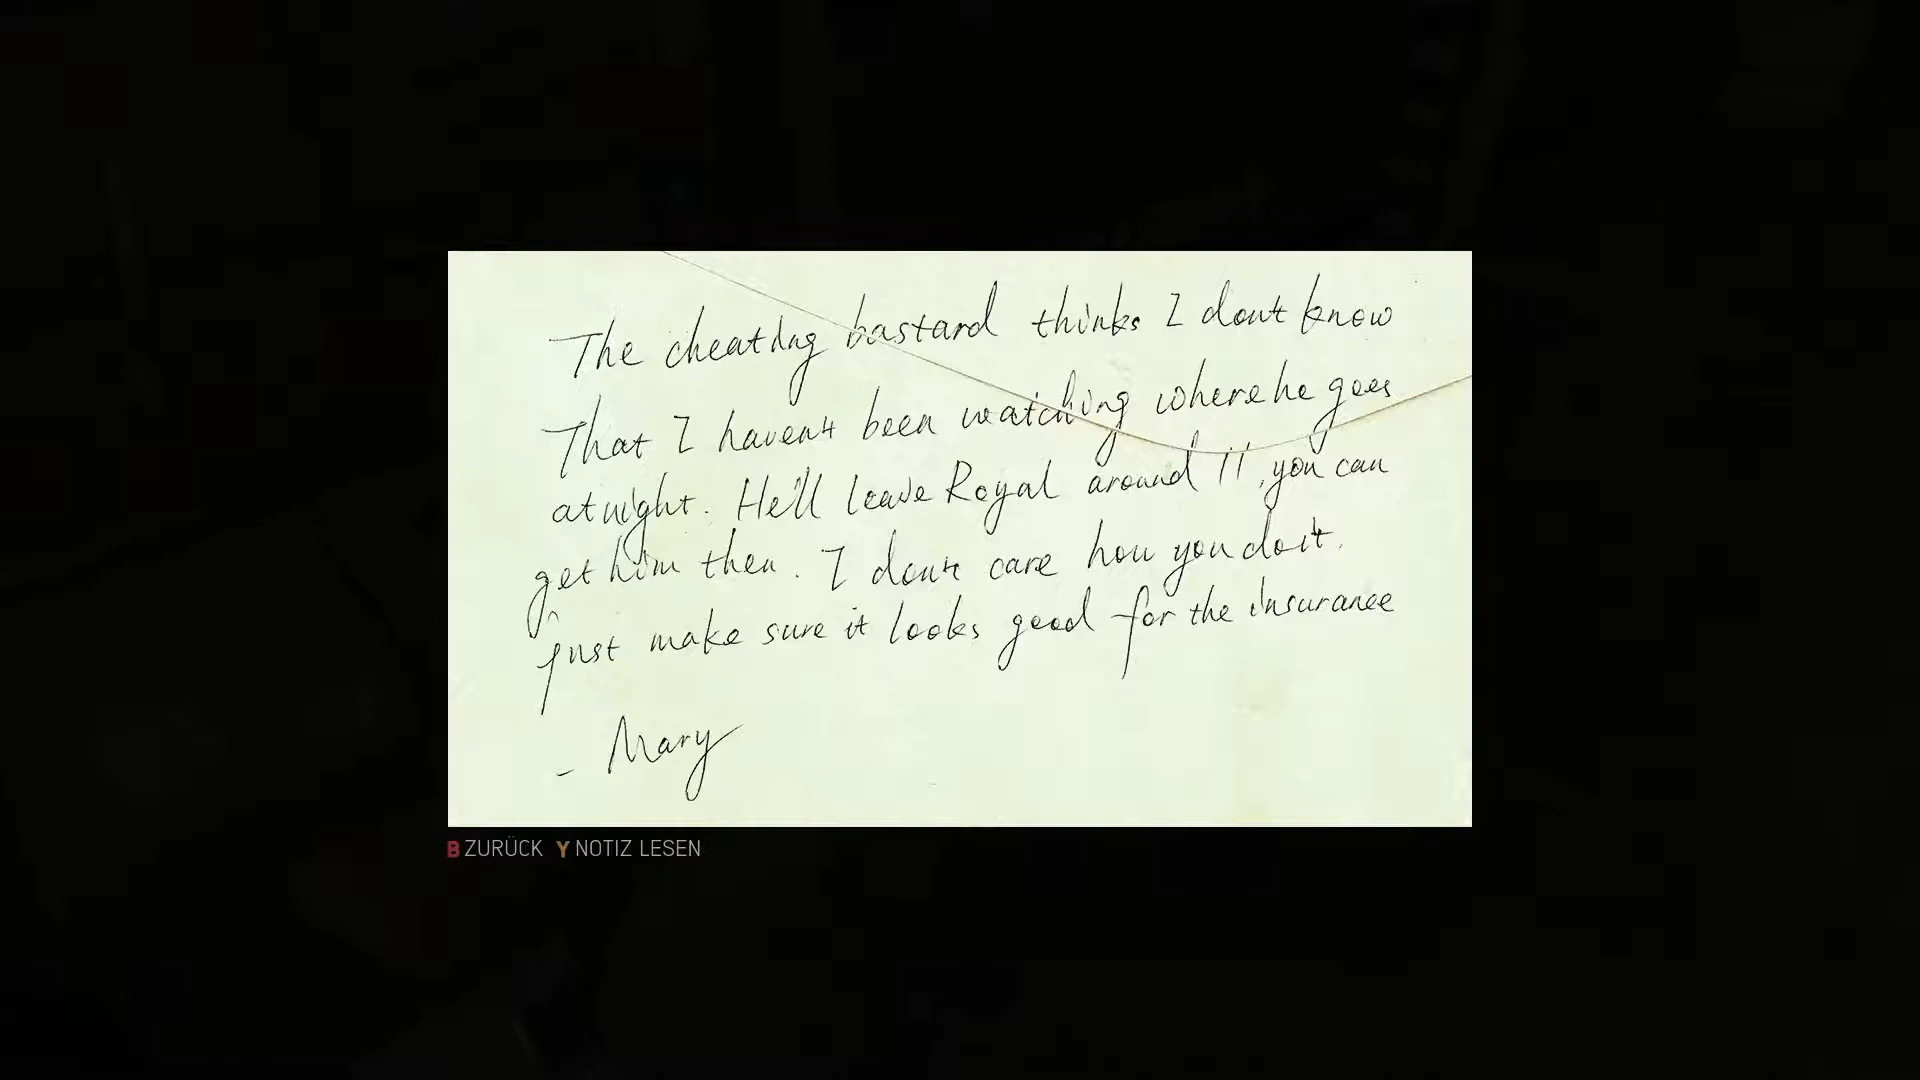 The cheating bastard thinks I don't know
That I haven't been watching where he goes
at night. He'll leave Royal around 11, you can
get him then. I don't care how you do it,
just make sure it looks good for the insurance
- Mary
B ZURÜCK Y NOTIZ LESEN